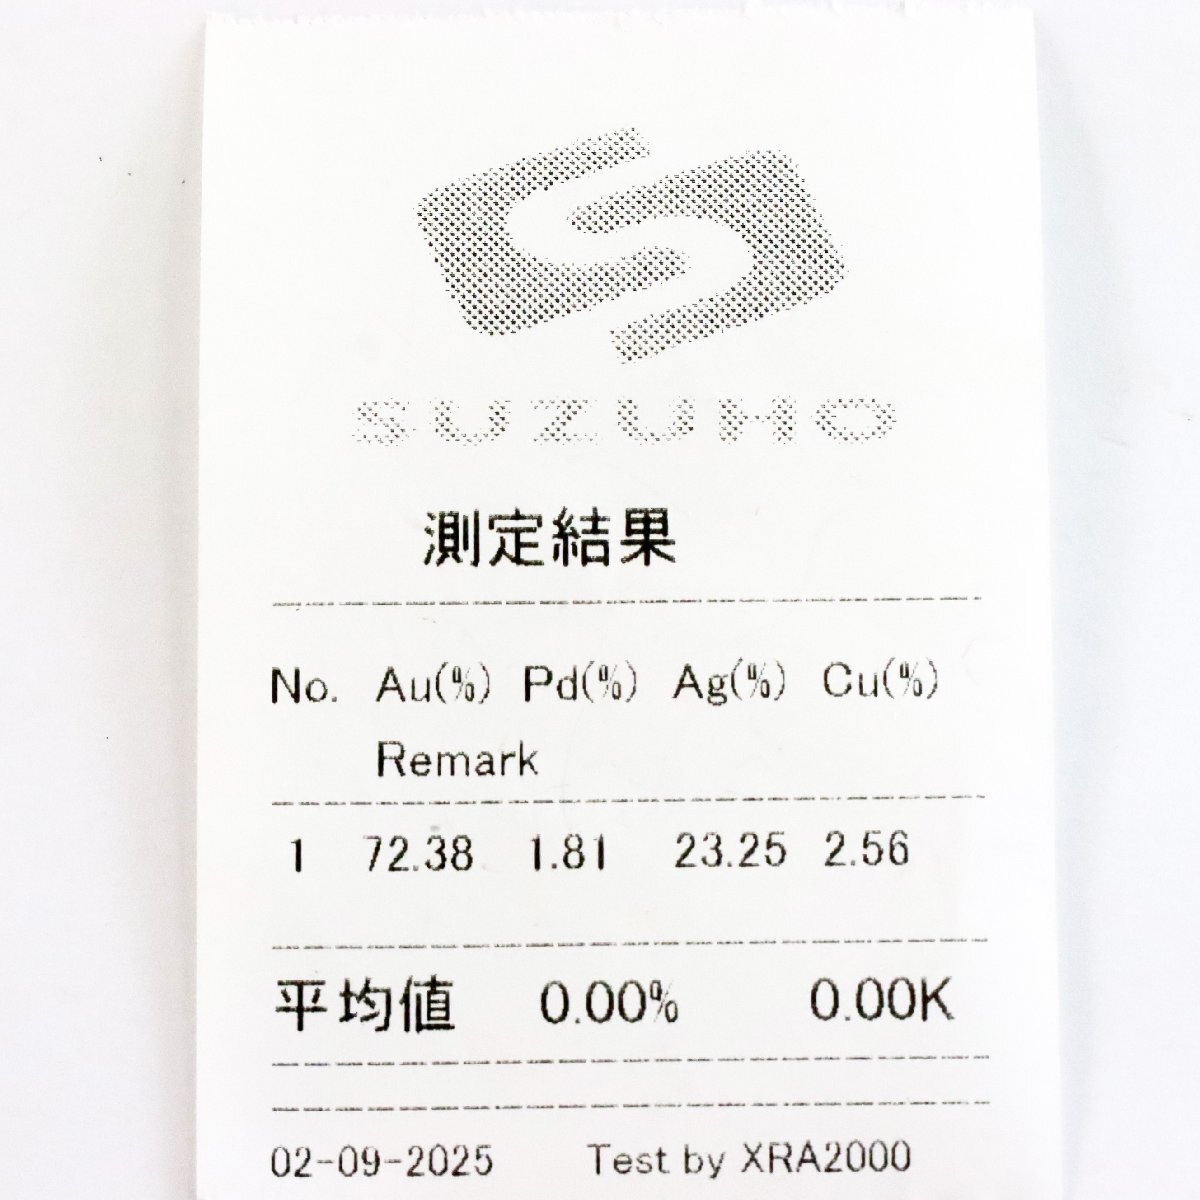 SUZUHO
測定結果
No. Au(%) Pd(%) Ag(%) Cu(%)
Remark
1 72.38 1.81 23.25 2.56
平均値 0.00% 0.00K
02-09-2025 Test by XRA2000